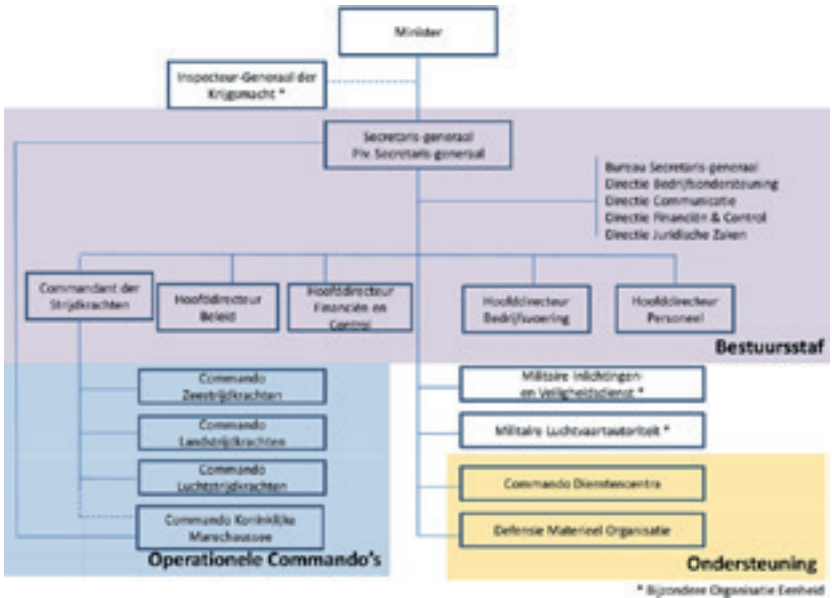 Minister
Inspecteur-Generaal der
Krijgsmacht *
Secretaris-generaal
Plv. Secretaris-generaal
Bureau Secretaris-generaal
Directie Bedrijfsondersteuning
Directie Communicatie
Directie Financiën & Control
Directie Juridische Zaken
Commandant der
Strijdkrachten
Hoofddirecteur
Beleid
Hoofddirecteur
Financiën en
Control
Hoofddirecteur
Bedrijfsvoering
Hoofddirecteur
Personeel
Bestuursstaf
Commando
Zeestrijdkrachten
Commando
Landstrijdkrachten
Commando
Luchtstrijdkrachten
Commando Koninklijke
Marechaussee
Operationele Commando's
Militaire Inlichtingen-
en Veiligheidsdienst *
Militaire Luchtvaartautoriteit *
Commando Dienstencentra
Defensie Materieel Organisatie
Ondersteuning
* Bijzondere Organisatie Eenheid